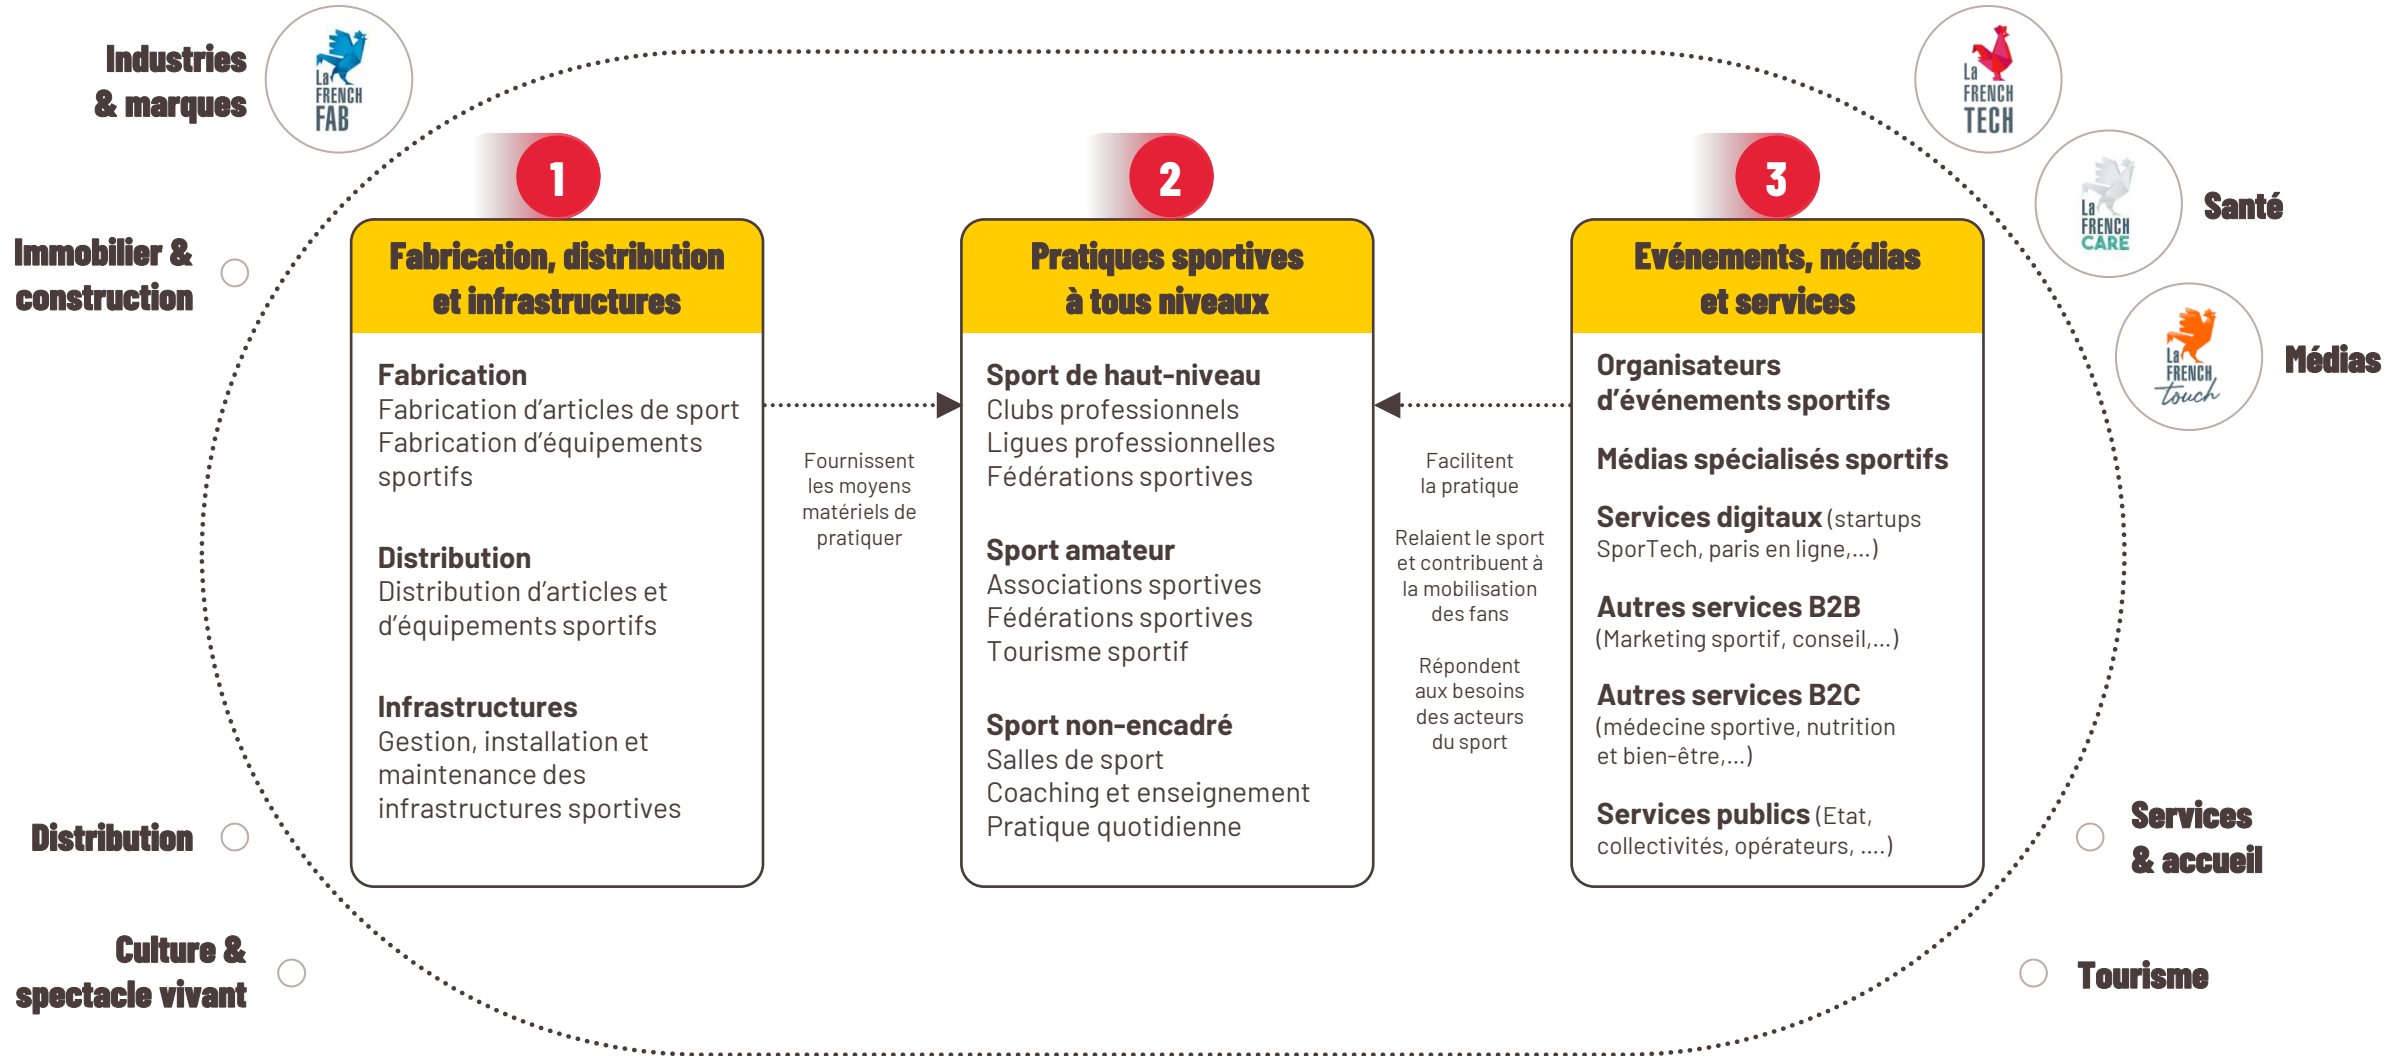 Industries
& marques
La
FRENCH
FAB
La
FRENCH
TECH
La
FRENCH
CARE
Santé
La
FRENCH
touch
Médias
Immobilier &
construction
Distribution
Culture &
spectacle vivant
1
Fabrication, distribution
et infrastructures
Fabrication
Fabrication d’articles de sport
Fabrication d’équipements
sportifs
Distribution
Distribution d’articles et
d’équipements sportifs
Infrastructures
Gestion, installation et
maintenance des
infrastructures sportives
Fournissent
les moyens
matériels de
pratiquer
2
Pratiques sportives
à tous niveaux
Sport de haut-niveau
Clubs professionnels
Ligues professionnelles
Fédérations sportives
Sport amateur
Associations sportives
Fédérations sportives
Tourisme sportif
Sport non-encadré
Salles de sport
Coaching et enseignement
Pratique quotidienne
Facilitent
la pratique
Relaient le sport
et contribuent à
la mobilisation
des fans
Répondent
aux besoins
des acteurs
du sport
3
Evénements, médias
et services
Organisateurs
d’événements sportifs
Médias spécialisés sportifs
Services digitaux (startups
SporTech, paris en ligne,...)
Autres services B2B
(Marketing sportif, conseil,...)
Autres services B2C
(médecine sportive, nutrition
et bien-être,...)
Services publics (Etat,
collectivités, opérateurs, ....)
Services
& accueil
Tourisme